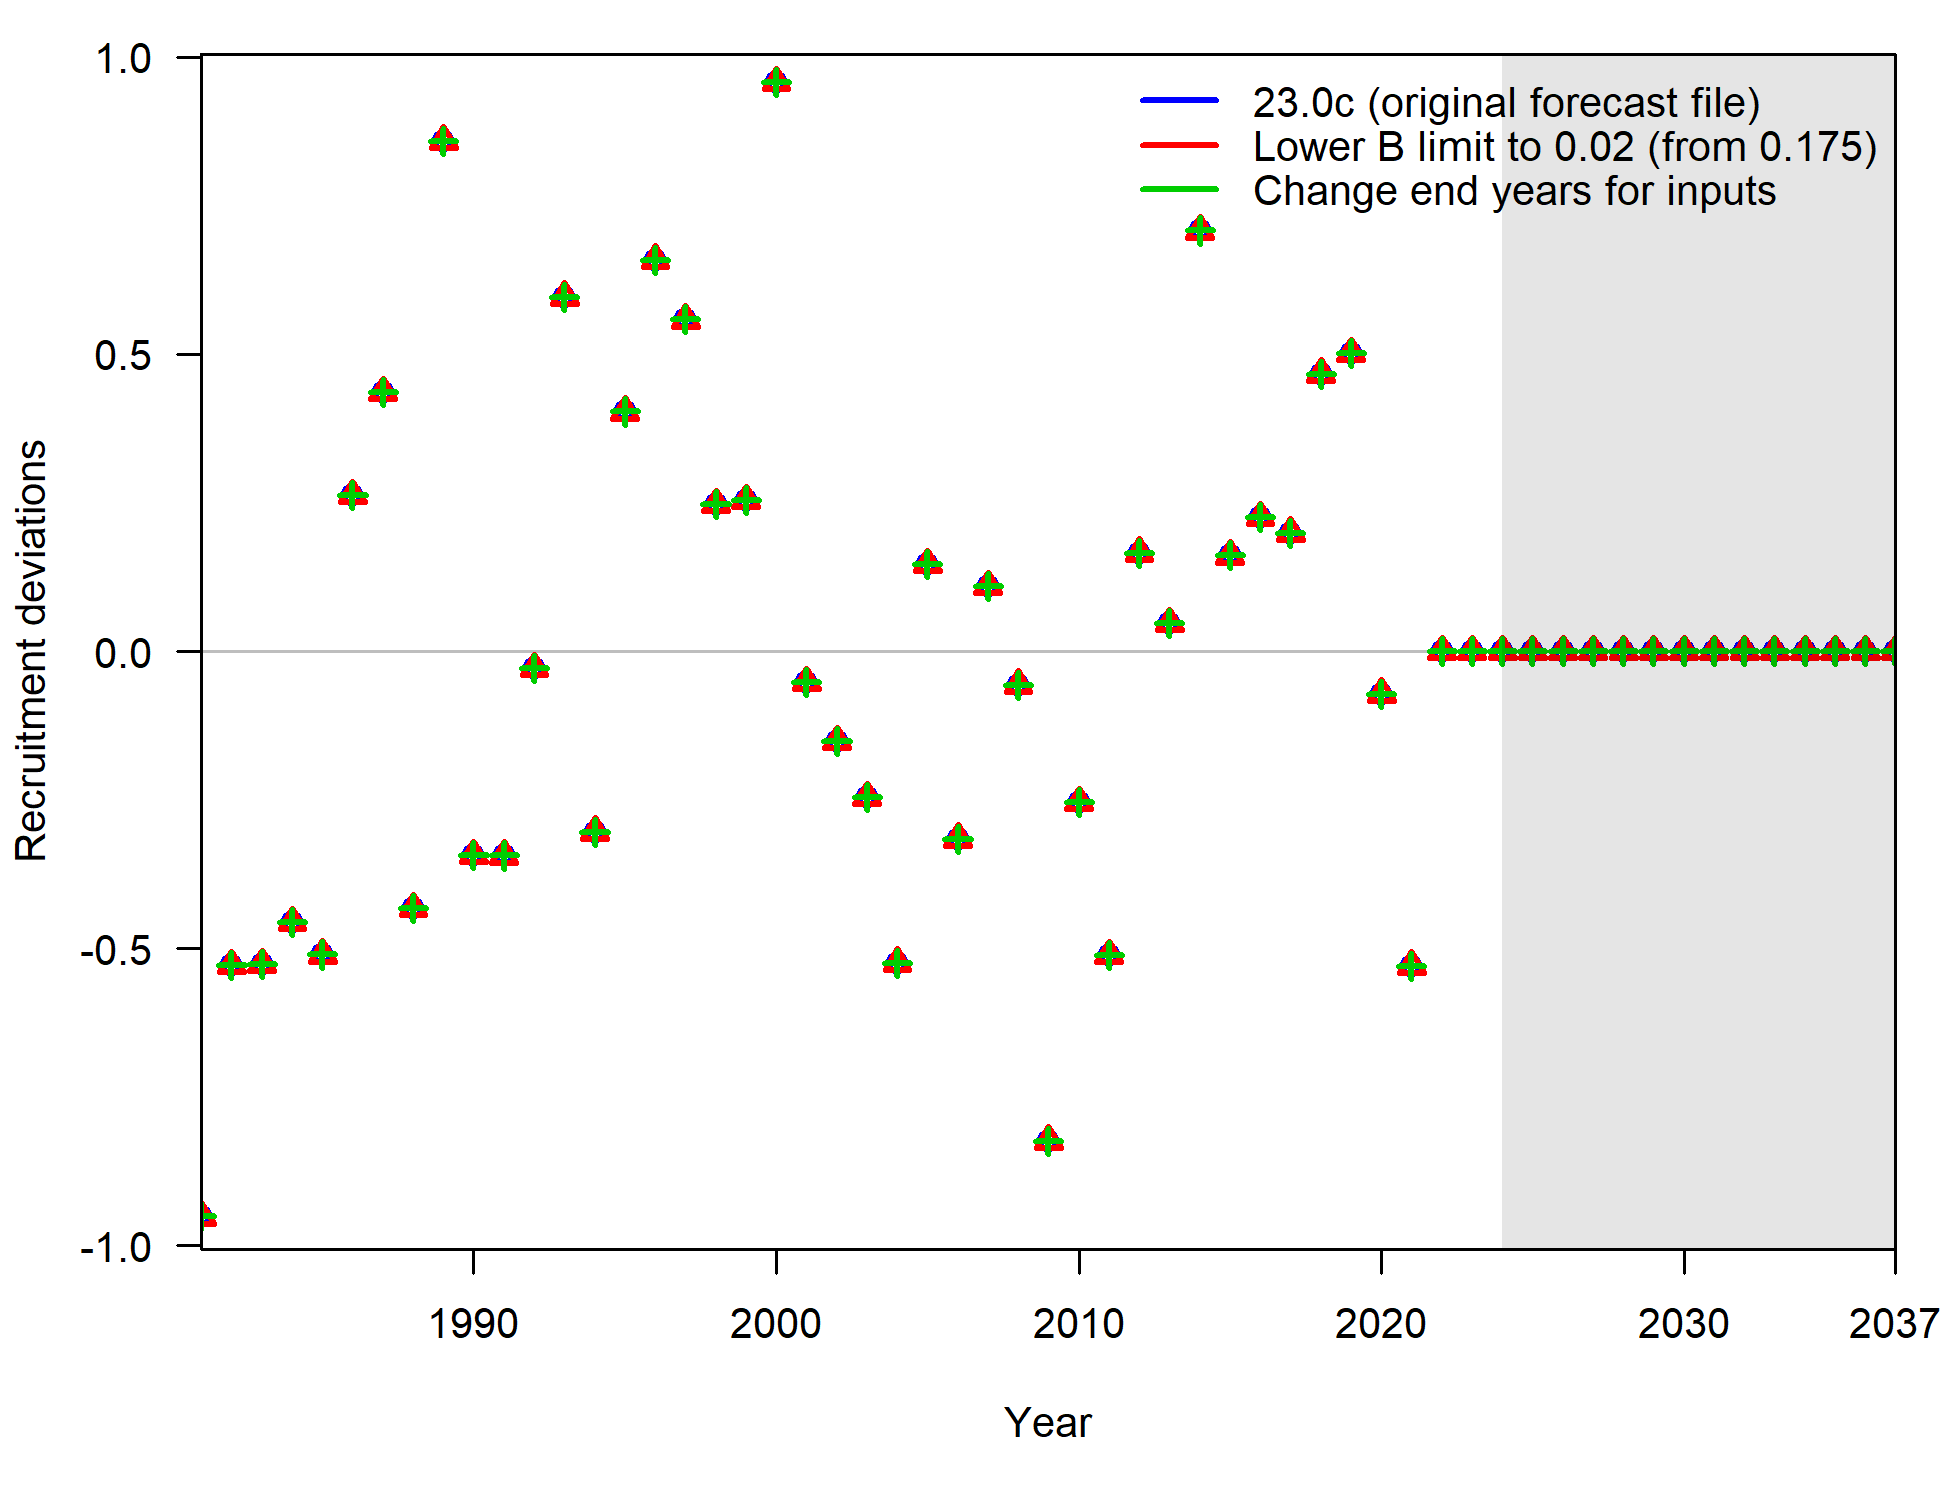 23.0c (original forecast file)
Lower B limit to 0.02 (from 0.175)
Change end years for inputs
1.0
0.5
0.0
-0.5
-1.0
Recruitment deviations
1990 2000 2010 2020 2030 2037
Year